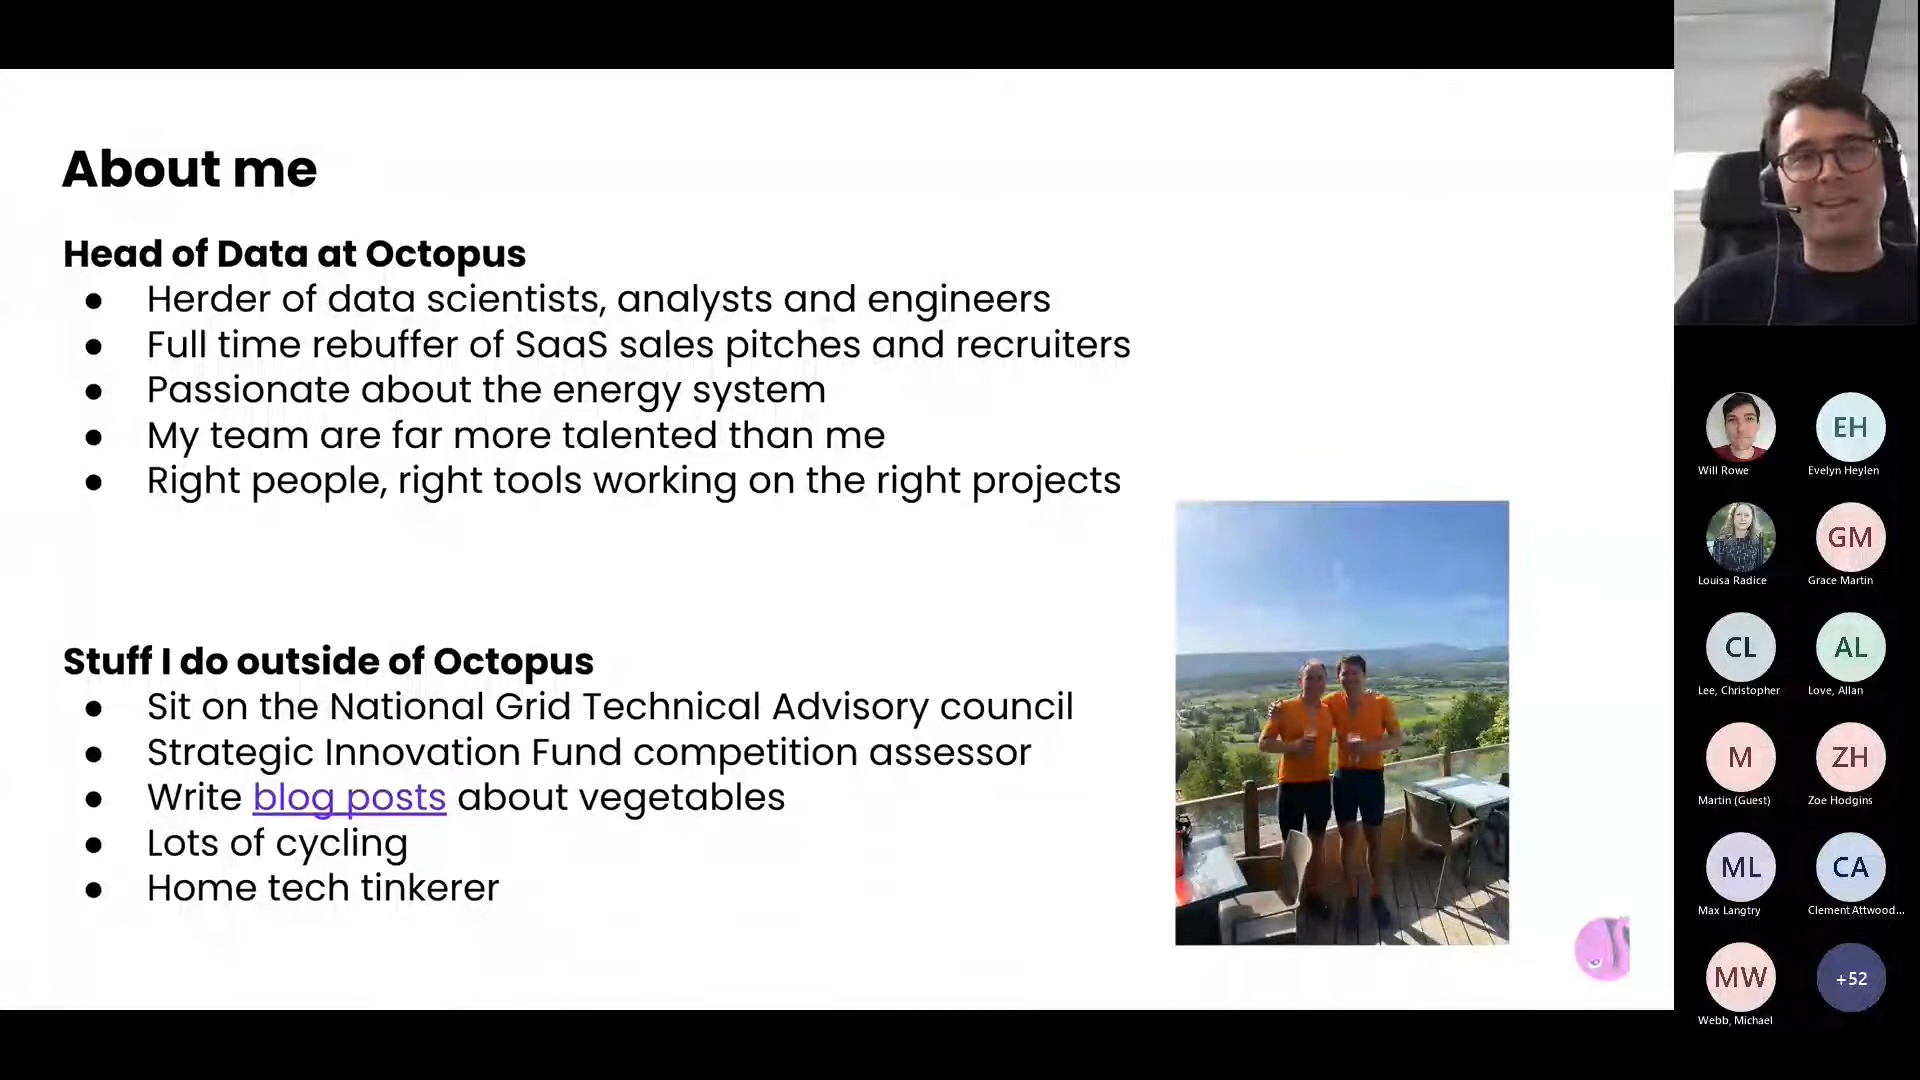 About me
Head of Data at Octopus
● Herder of data scientists, analysts and engineers
● Full time rebuffer of SaaS sales pitches and recruiters
● Passionate about the energy system
● My team are far more talented than me
● Right people, right tools working on the right projects
Stuff I do outside of Octopus
● Sit on the National Grid Technical Advisory council
● Strategic Innovation Fund competition assessor
● Write blog posts about vegetables
● Lots of cycling
● Home tech tinkerer
Will Rowe
EH
Evelyn Heylen
Louisa Radice
GM
Grace Martin
CL
Lee, Christopher
AL
Love, Allan
M
Martin (Guest)
ZH
Zoe Hodgins
ML
Max Langtry
CA
Clement Attwood...
MW
Webb, Michael
+52